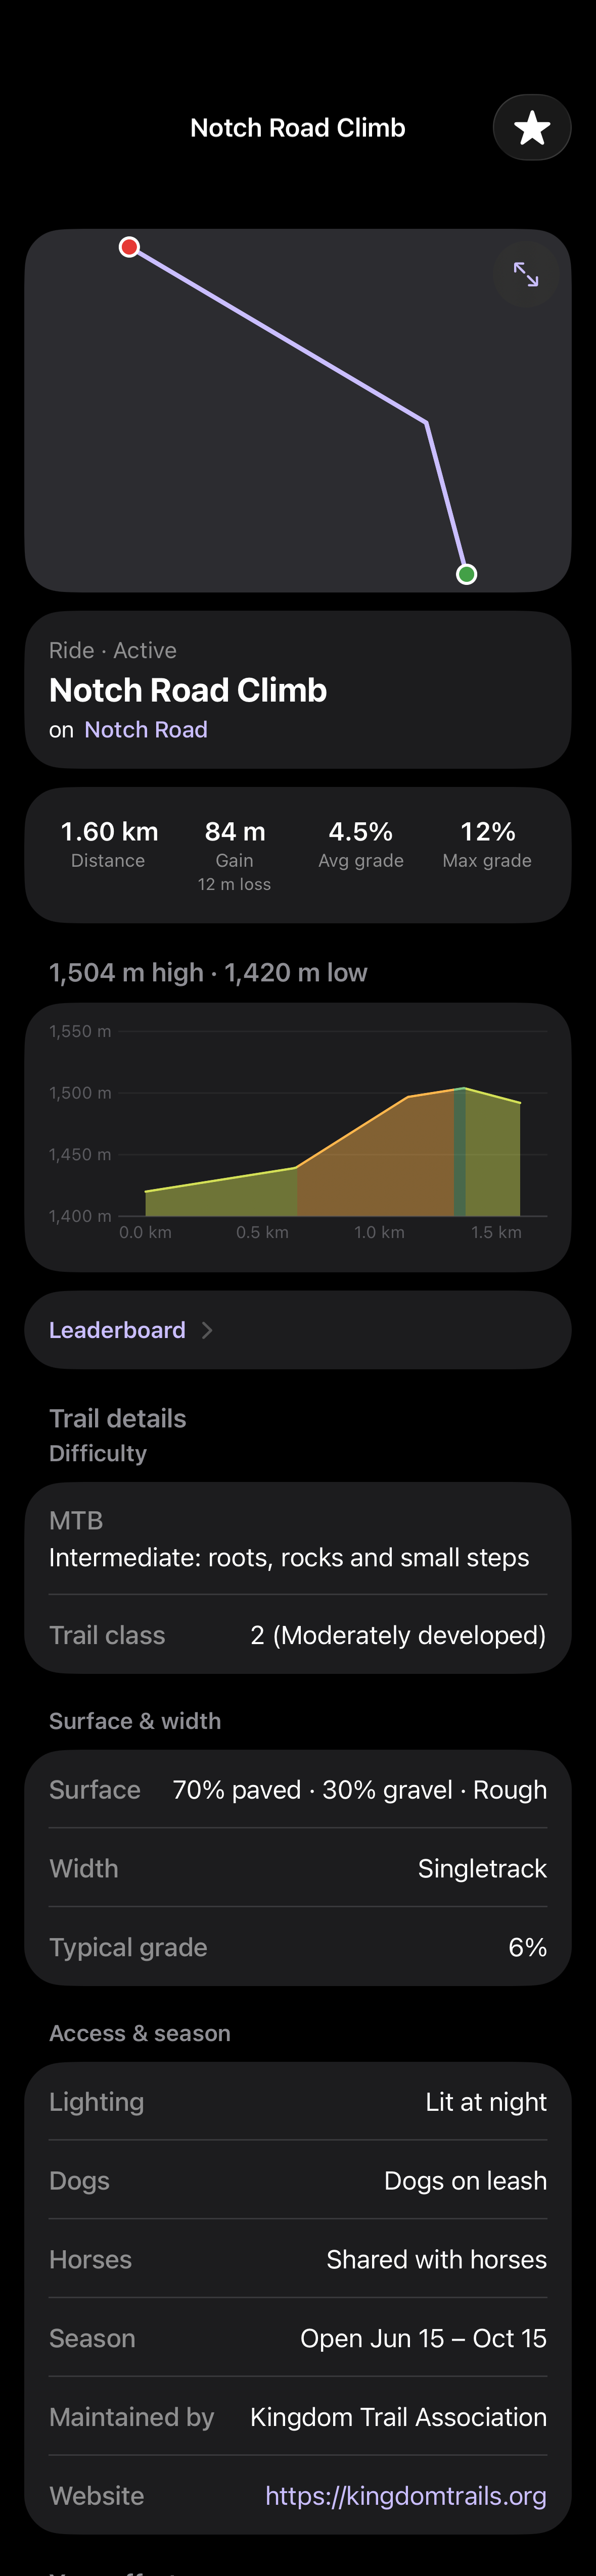 Notch Road Climb
Ride · Active
Notch Road Climb
on Notch Road
1.60 km
84 m
4.5%
12%
Distance
Gain
Avg grade
Max grade
12 m loss
1,504 m high · 1,420 m low
1,550 m
1,500 m
1,450 m
1,400 m
0.0 km
0.5 km
1.0 km
1.5 km
Leaderboard
Trail details
Difficulty
MTB
Intermediate: roots, rocks and small steps
Trail class
2 (Moderately developed)
Surface & width
Surface
70% paved · 30% gravel · Rough
Width
Singletrack
Typical grade
6%
Access & season
Lighting
Lit at night
Dogs
Dogs on leash
Horses
Shared with horses
Season
Open Jun 15 – Oct 15
Maintained by
Kingdom Trail Association
Website
https://kingdomtrails.org